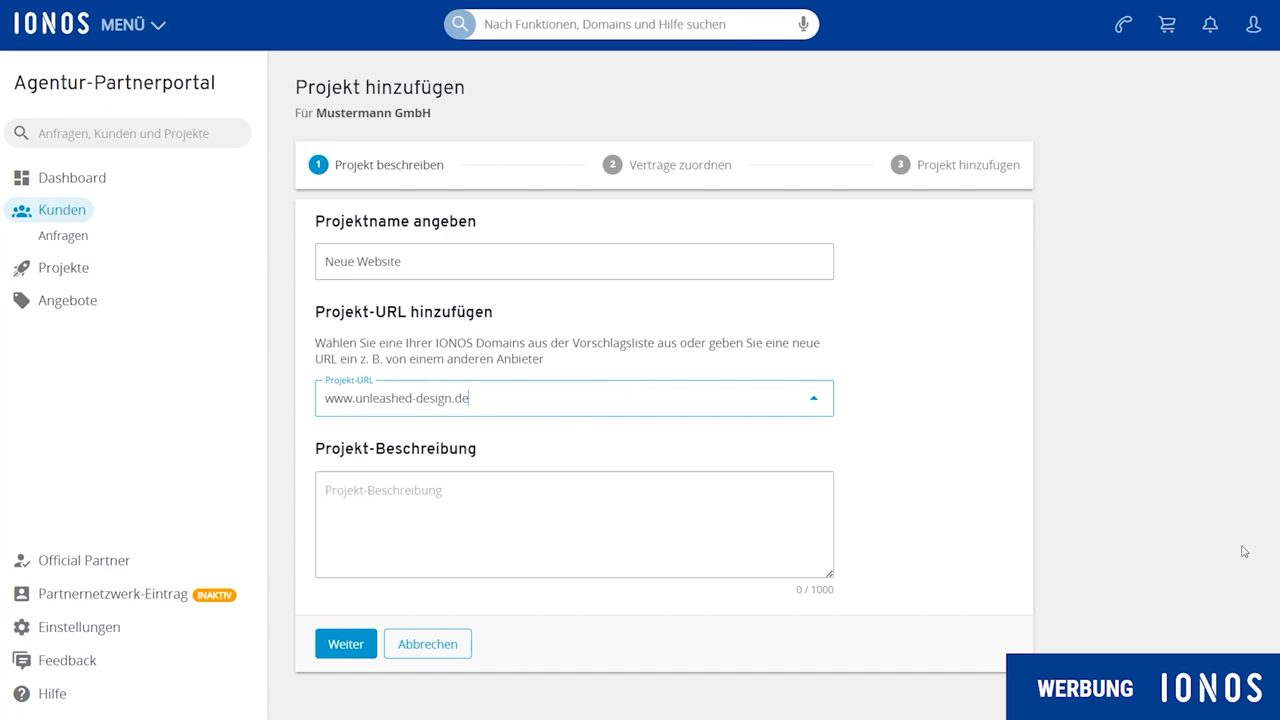 IONOS MENÜ
Nach Funktionen, Domains und Hilfe suchen
Agentur-Partnerportal
Anfragen, Kunden und Projekte
Dashboard
Kunden
Anfragen
Projekte
Angebote
Official Partner
Partnernetzwerk-Eintrag INAKTIV
Einstellungen
Feedback
Hilfe
Projekt hinzufügen
Für Mustermann GmbH
1 Projekt beschreiben 2 Verträge zuordnen 3 Projekt hinzufügen
Projektname angeben
Neue Website
Projekt-URL hinzufügen
Wählen Sie eine Ihrer IONOS Domains aus der Vorschlagsliste aus oder geben Sie eine neue
URL ein z. B. von einem anderen Anbieter
Projekt-URL
www.unleashed-design.de
Projekt-Beschreibung
Projekt-Beschreibung
0 / 1000
Weiter Abbrechen
WERBUNG IONOS